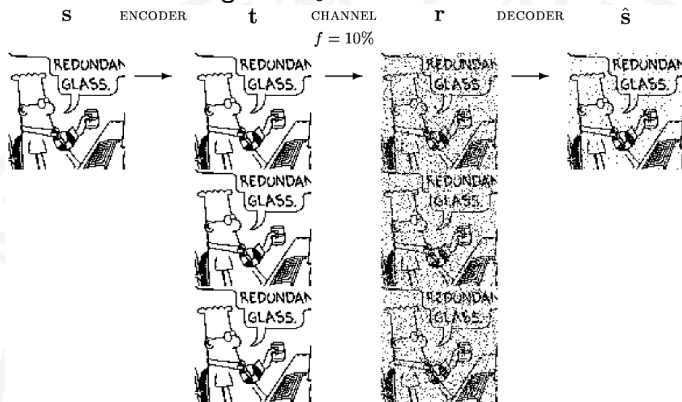 s ENCODER t CHANNEL r DECODER ŝ
f = 10%
REDUNDAN REDUNDAN REDUNDAN REDUNDAN
GLASS. GLASS. GLASS. GLASS.
REDUNDAN REDUNDAN
GLASS. GLASS.
REDUNDAN REDUNDAN
GLASS. GLASS.